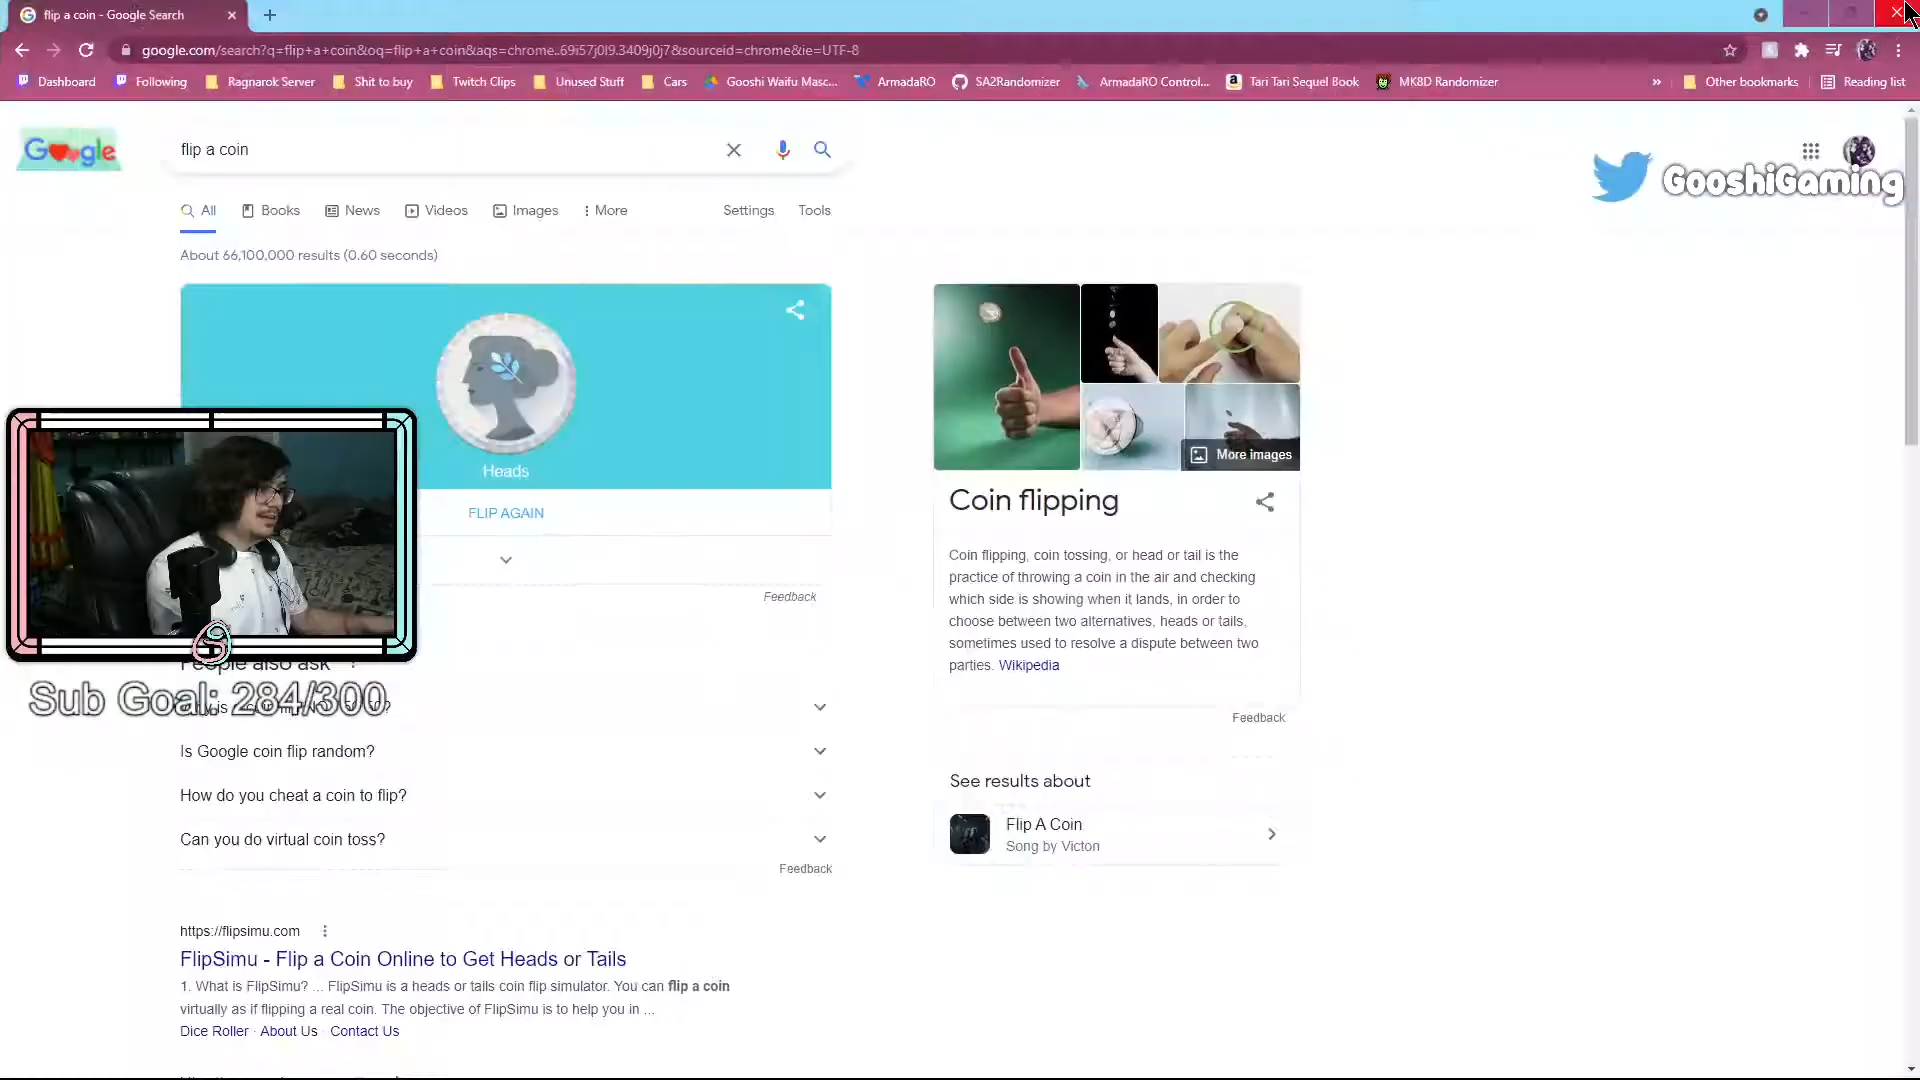 flip a coin - Google Search
google.com/search?q=flip+a+coin&oq=flip+a+coin&aqs=chrome..69i57j0l9.3409j0j7&sourceid=chrome&ie=UTF-8
Dashboard Following Ragnarok Server Shit to buy Twitch Clips Unused Stuff Cars Gooshi Waifu Masc... ArmadaRO SA2Randomizer ArmadaRO Control... Tari Tari Sequel Book MK8D Randomizer » Other bookmarks Reading list
Google
flip a coin
GooshiGaming
All Books News Videos Images More Settings Tools
About 66,100,000 results (0.60 seconds)
Heads
FLIP AGAIN
Feedback
People also ask
Sub Goal: 284/300
Is Google coin flip random?
How do you cheat a coin to flip?
Can you do virtual coin toss?
Feedback
https://flipsimu.com
FlipSimu - Flip a Coin Online to Get Heads or Tails
1. What is FlipSimu? ... FlipSimu is a heads or tails coin flip simulator. You can flip a coin
virtually as if flipping a real coin. The objective of FlipSimu is to help you in ...
Dice Roller · About Us · Contact Us
More images
Coin flipping
Coin flipping, coin tossing, or head or tail is the
practice of throwing a coin in the air and checking
which side is showing when it lands, in order to
choose between two alternatives, heads or tails,
sometimes used to resolve a dispute between two
parties. Wikipedia
Feedback
See results about
Flip A Coin
Song by Victon